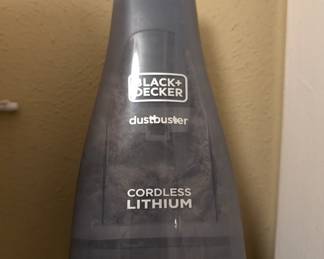 BLACK+
DECKER
dustbuster
CORDLESS
LITHIUM